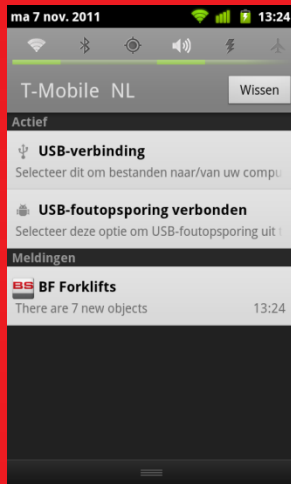 ma 7 nov. 2011 13:24
T-Mobile NL Wissen
Actief
USB-verbinding
Selecteer dit om bestanden naar/van uw compu
USB-foutopsporing verbonden
Selecteer deze optie om USB-foutopsporing uit t
Meldingen
BS BF Forklifts
There are 7 new objects 13:24